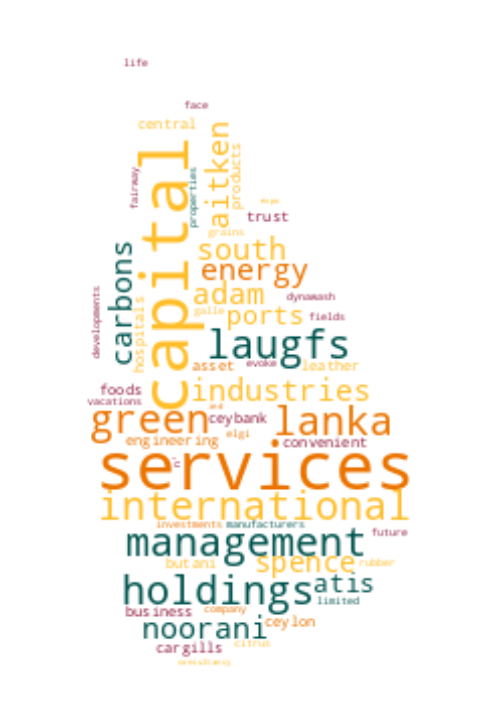 life
face
central
capital
aitken
products
properties
fairway
trust
grains
carbons
south
energy
adam
dynawash
developments
hospitals
galle
ports
fields
laugfs
asset
evoke
leather
foods
industries
vacations
and
green
ceybank
lanka
engineering
elgi
convenient
services
international
investments
manufacturers
management
future
butani
spence
rubber
holdings
atis
limited
business
company
noorani
ceylon
cargills
citrus
consultancy